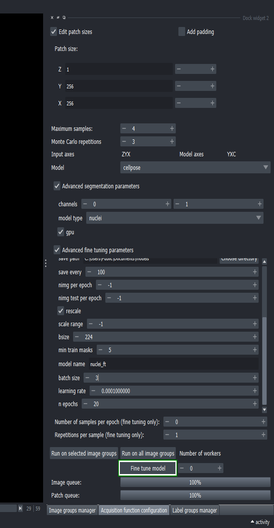 Dock widget 1
Edit patch sizes Add padding
Patch size:
Z 1
Y 256
X 256
Maximum samples: 4
Monte Carlo repetitions 3
Input axes ZYX Model axes YXC
Model cellpose
Advanced segmentation parameters
channels 0 1
model type nuclei
gpu
Advanced fine tuning parameters
save path Choose directory
save every 100
nimg per epoch -1
nimg test per epoch -1
rescale
scale range -1
bsize 224
min train masks 5
model name nuclei_ft
batch size
learning rate 0.0001000000
n epochs 20
Number of samples per epoch (fine tuning only): 0
Repetitions per sample (fine tuning only): 1
Run on selected image groups Run on all image groups Number of workers
Fine tune model 0
Image queue: 100%
Patch queue: 100%
Image groups manager Acquisition function configuration Label groups manager
activity